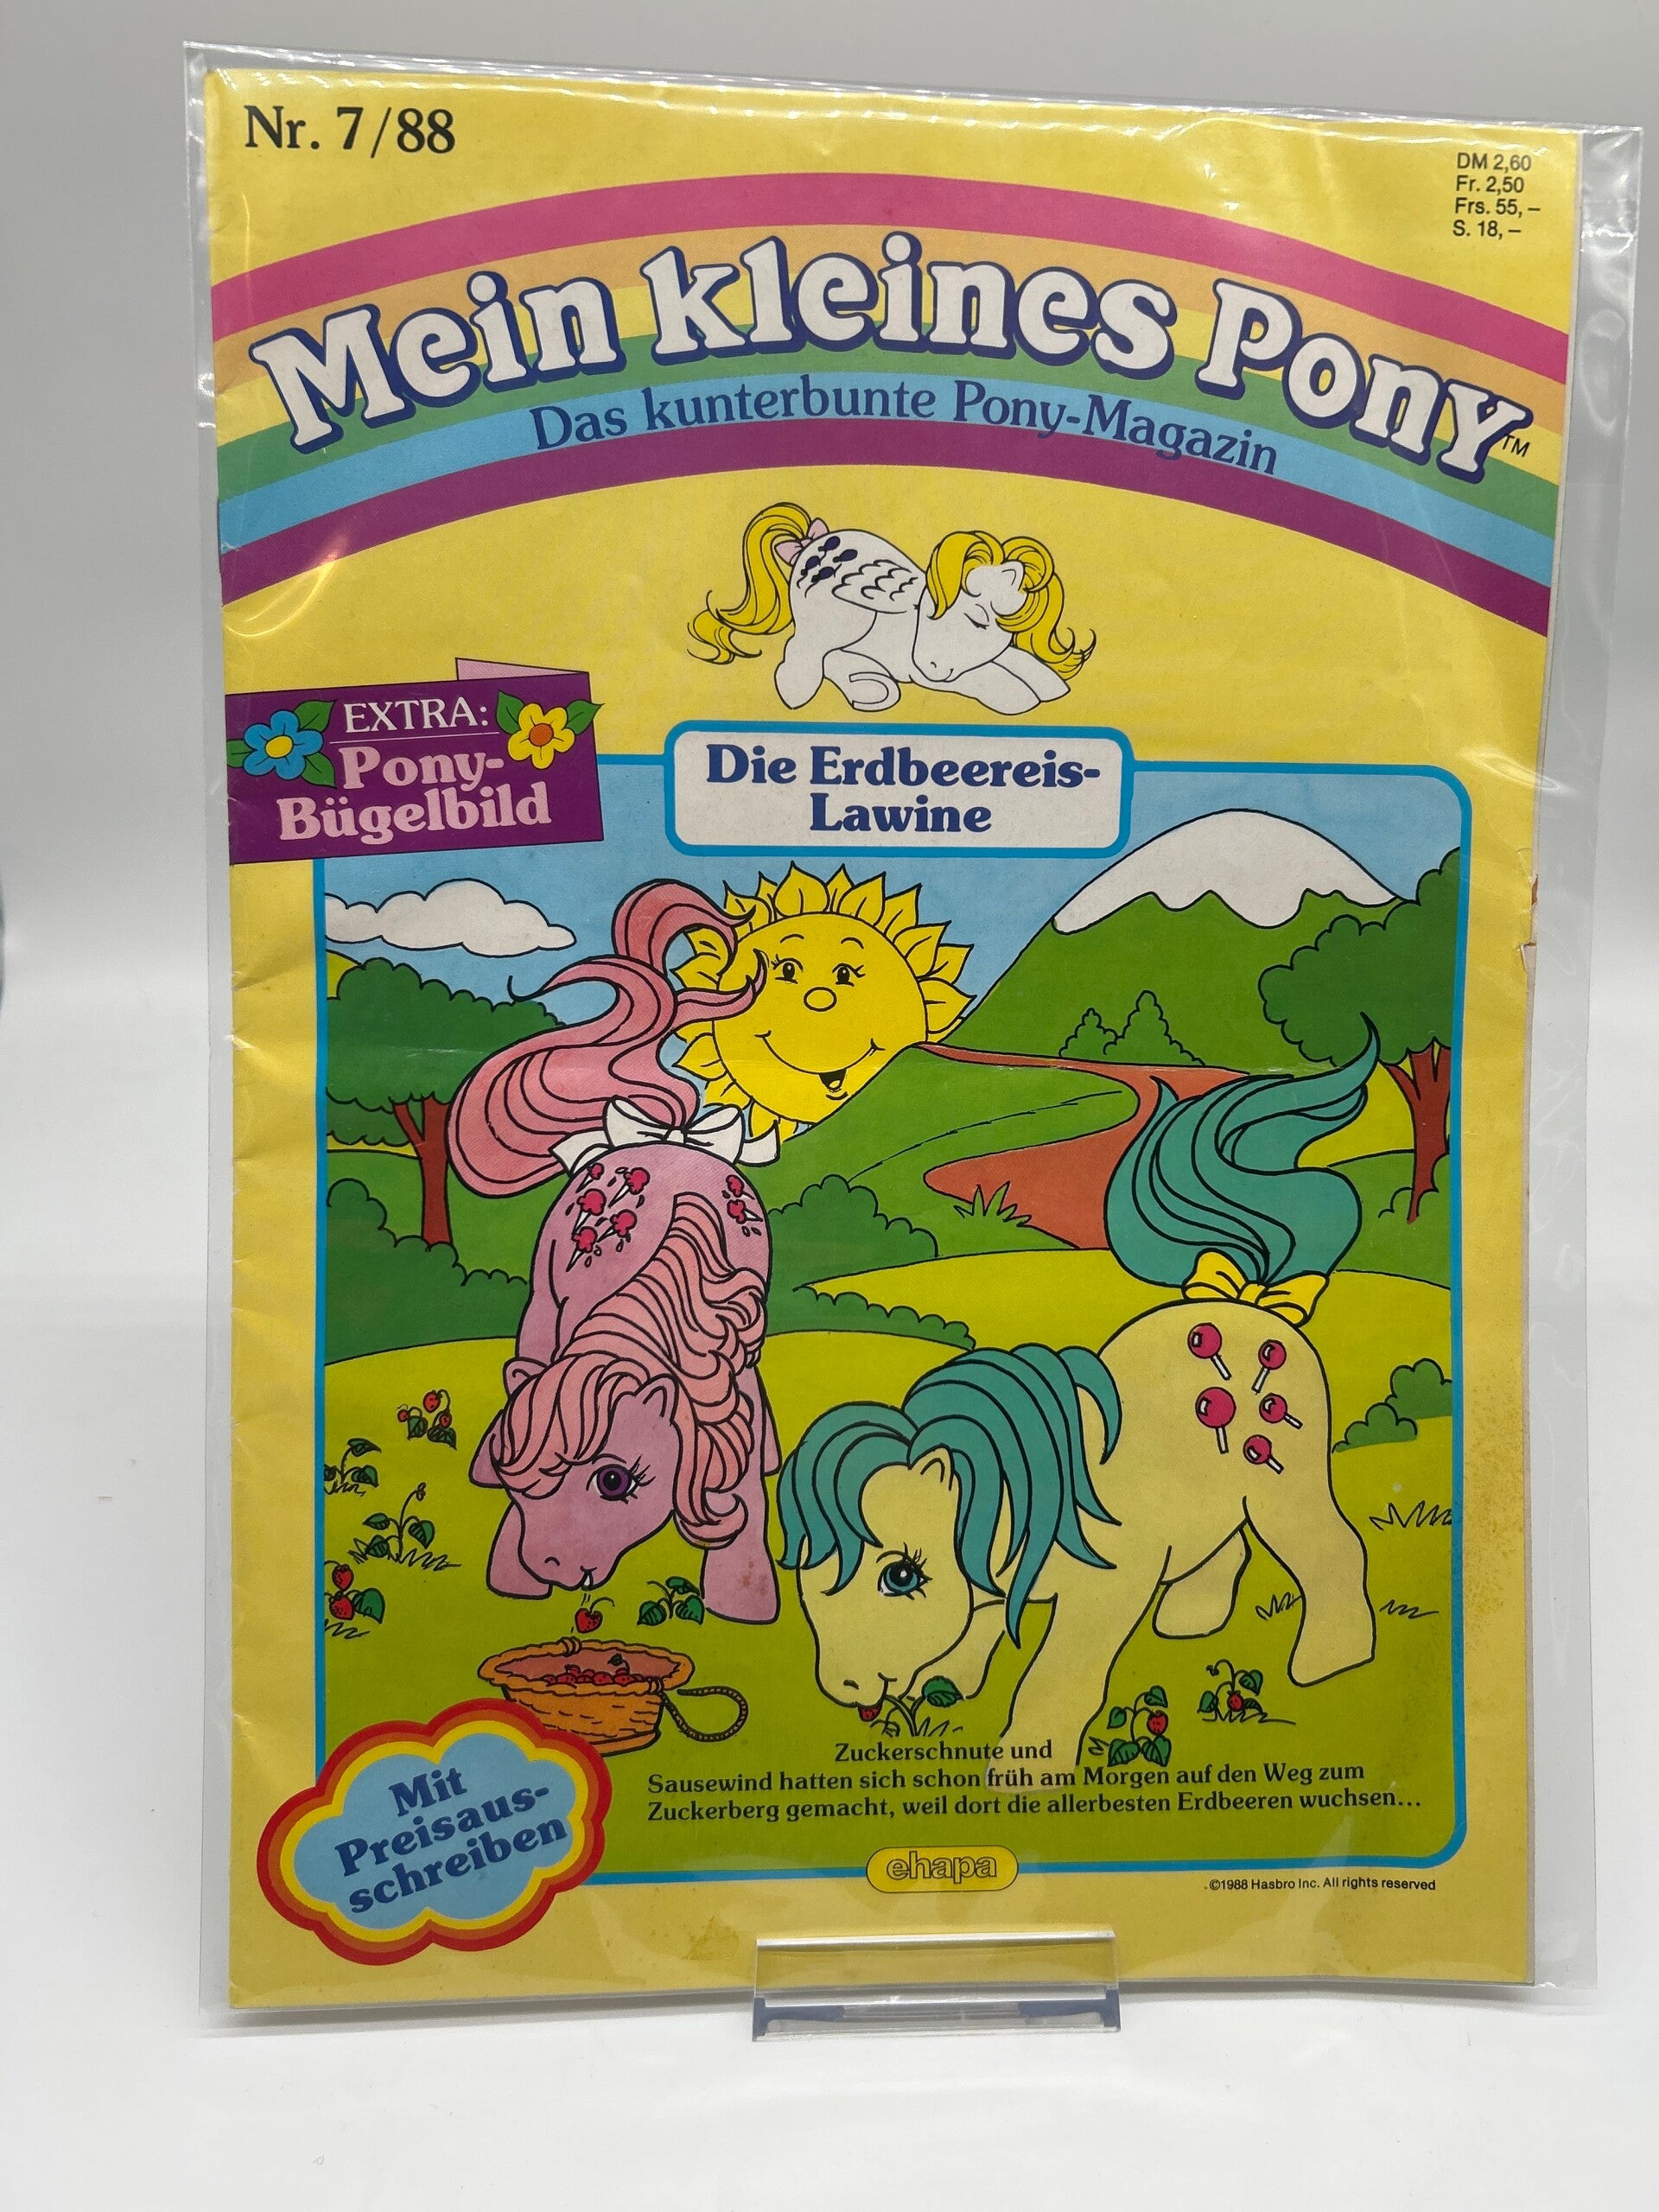 Nr. 7/88
DM 2,60
Fr. 2,50
Frs. 55,–
S. 18,–
Mein kleines Pony™
Das kunterbunte Pony-Magazin
EXTRA:
Pony-
Bügelbild
Die Erdbeereis-
Lawine
Zuckerschnute und
Sausewind hatten sich schon früh am Morgen auf den Weg zum
Zuckerberg gemacht, weil dort die allerbesten Erdbeeren wuchsen...
Mit
Preisaus-
schreiben
ehapa
©1988 Hasbro Inc. All rights reserved